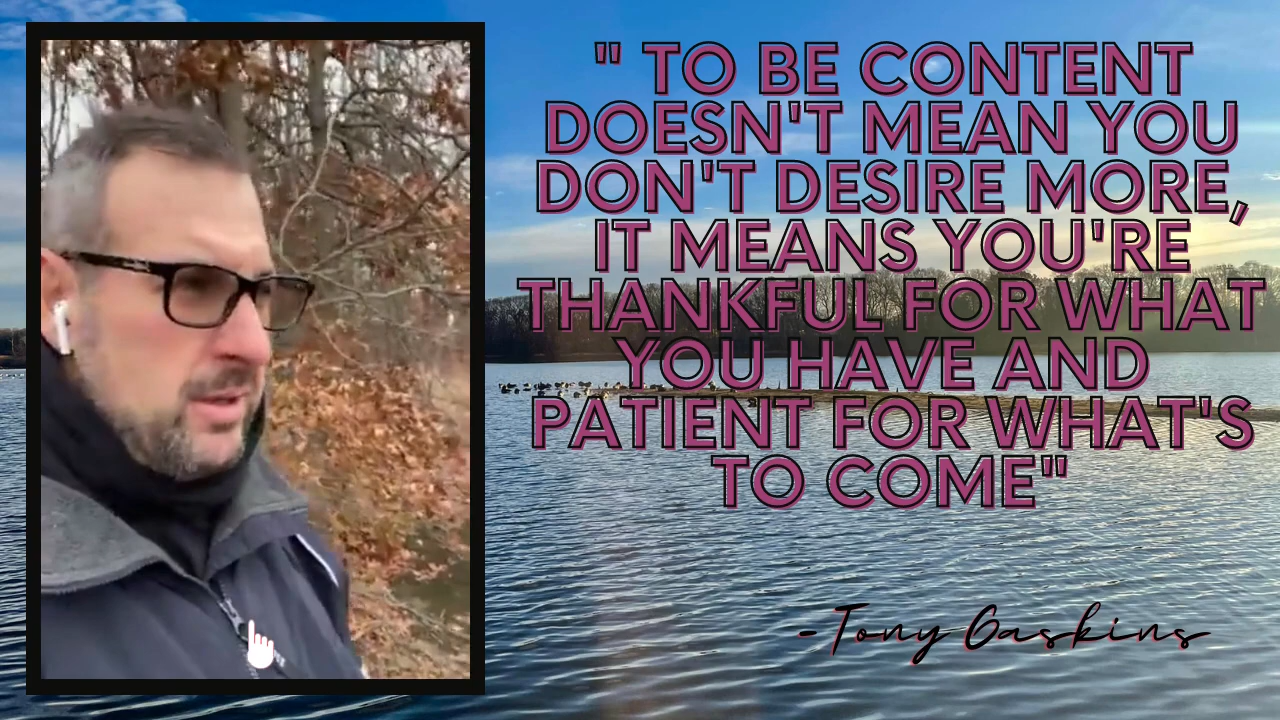 " TO BE CONTENT
DOESN'T MEAN YOU
DON'T DESIRE MORE,
IT MEANS YOU'RE
THANKFUL FOR WHAT
YOU HAVE AND
PATIENT FOR WHAT'S
TO COME"
-Tony Gaskins